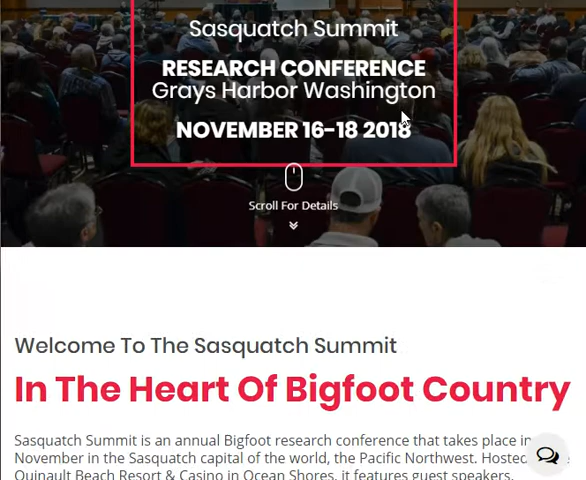 Sasquatch Summit
RESEARCH CONFERENCE
Grays Harbor Washington
NOVEMBER 16-18 2018
Scroll For Details
Welcome To The Sasquatch Summit
In The Heart Of Bigfoot Country
Sasquatch Summit is an annual Bigfoot research conference that takes place in
November in the Sasquatch capital of the world, the Pacific Northwest. Hosted
Quinault Beach Resort & Casino in Ocean Shores, it features guest speakers,